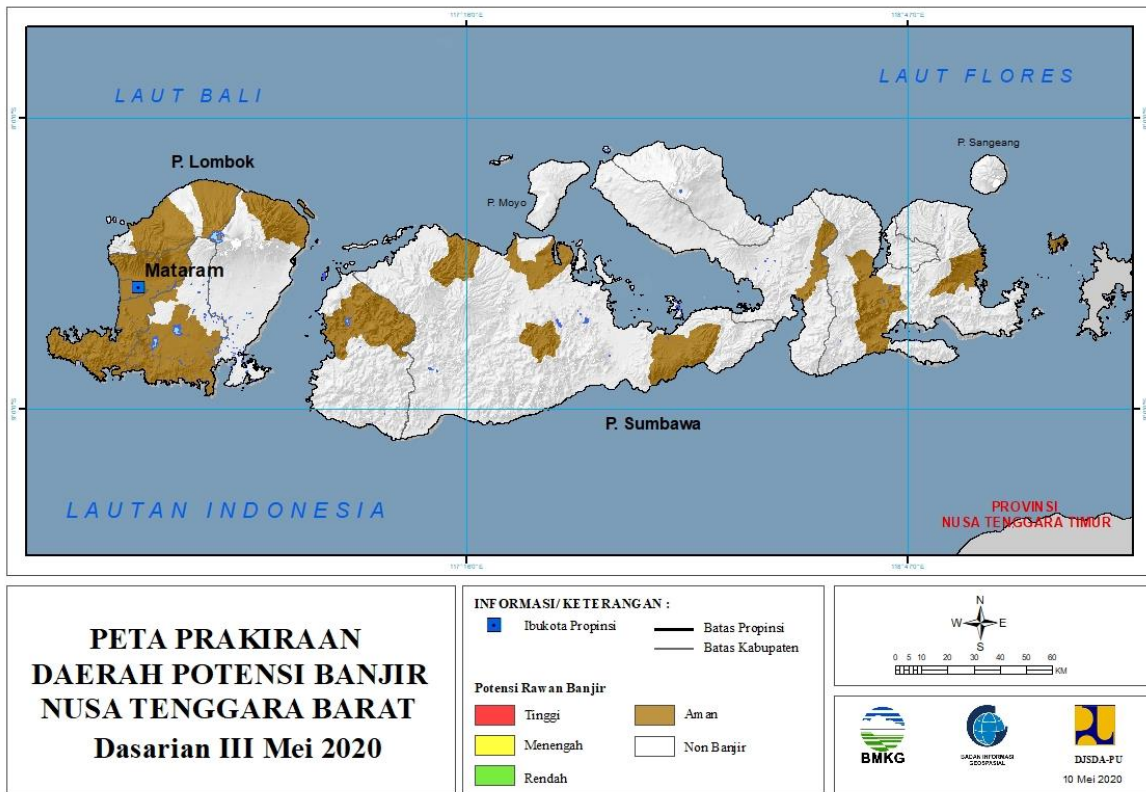 LAUT BALI
LAUT FLORES
P. Lombok
P. Sangeang
P. Moyo
Mataram
P. Sumbawa
LAUTAN INDONESIA
PROVINSI
NUSA TENGGARA TIMUR
PETA PRAKIRAAN
DAERAH POTENSI BANJIR
NUSA TENGGARA BARAT
Dasarian III Mei 2020
INFORMASI/ KETERANGAN :
Ibukota Propinsi
Batas Propinsi
Batas Kabupaten
Potensi Rawan Banjir
Tinggi
Aman
Menengah
Non Banjir
Rendah
N
W E
S
0 5 10 20 30 40 50 60
KM
BMKG
BADAN INFORMASI
GEOSPASIAL
DJSDA-PU
10 Mei 2020